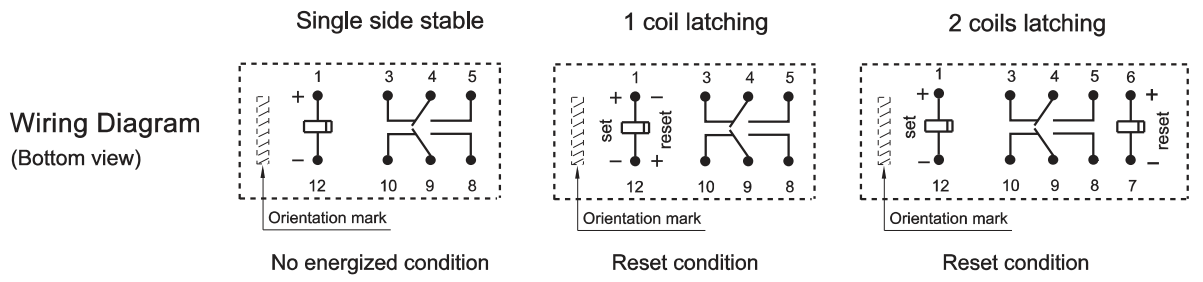 Single side stable
1 coil latching
2 coils latching
Wiring Diagram
(Bottom view)
1 3 4 5
+
−
12 10 9 8
Orientation mark
No energized condition
1 3 4 5
+ −
set reset
− +
12 10 9 8
Orientation mark
Reset condition
1 3 4 5 6
+ +
set reset
− −
12 10 9 8 7
Orientation mark
Reset condition